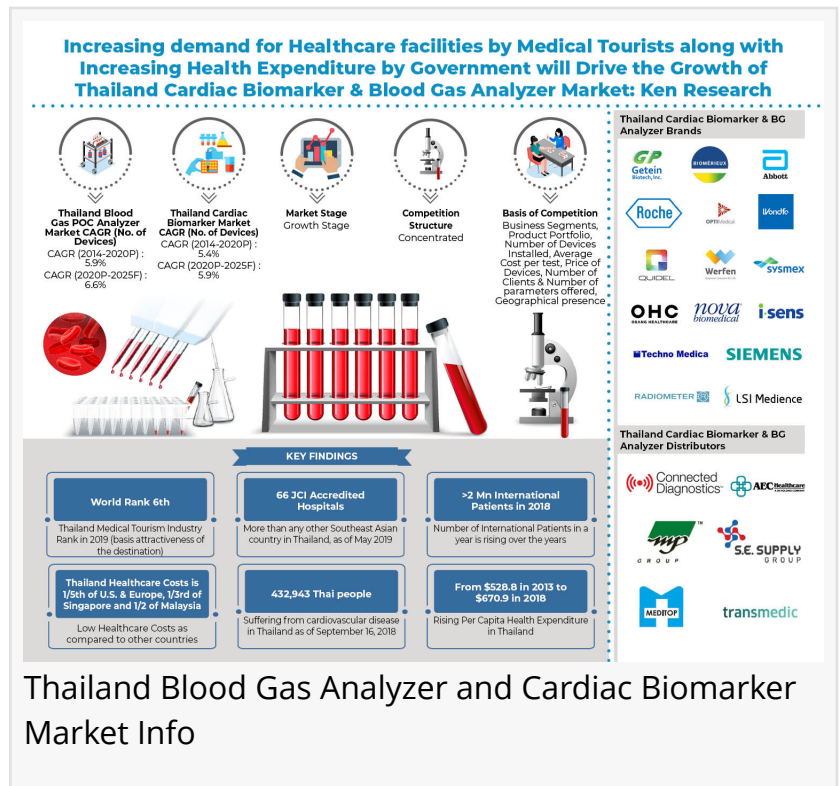 Increasing demand for Healthcare facilities by Medical Tourists along with
Increasing Health Expenditure by Government will Drive the Growth of
Thailand Cardiac Biomarker & Blood Gas Analyzer Market: Ken Research
Thailand Blood
Gas POC Analyzer
Market CAGR (No. of
Devices)
CAGR (2014-2020P) :
5.9%
CAGR (2020P-2025F) :
6.6%
Thailand Cardiac
Biomarker Market
CAGR (No. of Devices)
CAGR (2014-2020P) :
5.4%
CAGR (2020P-2025F) :
5.9%
Market Stage
Growth Stage
Competition
Structure
Concentrated
Basis of Competition
Business Segments,
Product Portfolio,
Number of Devices
Installed, Average
Cost per test, Price of
Devices, Number of
Clients & Number of
parameters offered,
Geographical presence
KEY FINDINGS
World Rank 6th
Thailand Medical Tourism Industry
Rank in 2019 (basis attractiveness of
the destination)
66 JCI Accredited
Hospitals
More than any other Southeast Asian
country in Thailand, as of May 2019
>2 Mn International
Patients in 2018
Number of International Patients in a
year is rising over the years
Thailand Healthcare Costs is
1/5th of U.S. & Europe, 1/3rd of
Singapore and 1/2 of Malaysia
Low Healthcare Costs as
compared to other countries
432,943 Thai people
Suffering from cardiovascular disease
in Thailand as of September 16, 2018
From $528.8 in 2013 to
$670.9 in 2018
Rising Per Capita Health Expenditure
in Thailand
Thailand Cardiac Biomarker & BG
Analyzer Brands
GP
Getein
Biotech, Inc.
BIOMÉRIEUX
Abbott
Roche
OPTIMedical
Wondfo
QUIDEL
Werfen
sysmex
OHC
OSANG HEALTHCARE
nova
biomedical
i·sens
Techno Medica
SIEMENS
RADIOMETER
LSI Medience
Thailand Cardiac Biomarker & BG
Analyzer Distributors
Connected
Diagnostics™
AEC Healthcare
mp
GROUP
™
S.E. SUPPLY
GROUP
MEDITOP
transmedic
Thailand Blood Gas Analyzer and Cardiac Biomarker
Market Info